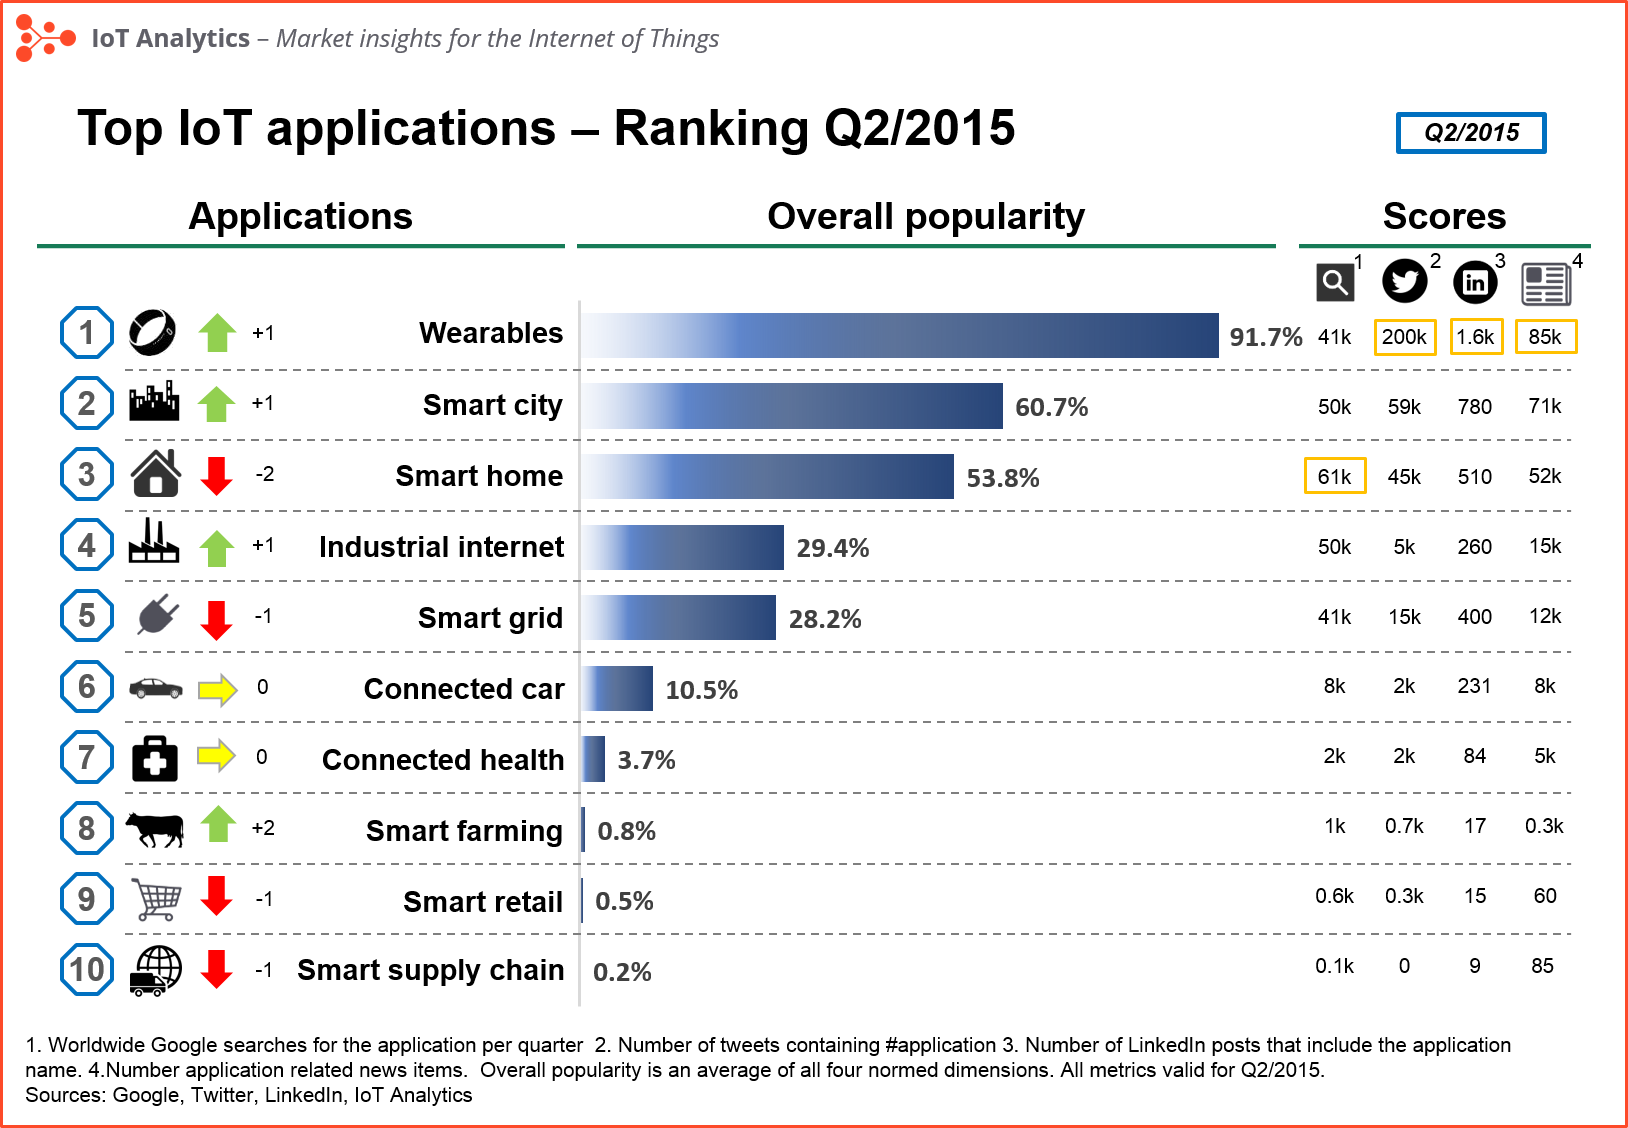 IoT Analytics – Market insights for the Internet of Things
Top IoT applications – Ranking Q2/2015
Q2/2015
Applications Overall popularity Scores
1 2 3 4
in
1 +1 Wearables 91.7% 41k 200k 1.6k 85k
2 +1 Smart city 60.7% 50k 59k 780 71k
3 -2 Smart home 53.8% 61k 45k 510 52k
4 +1 Industrial internet 29.4% 50k 5k 260 15k
5 -1 Smart grid 28.2% 41k 15k 400 12k
6 0 Connected car 10.5% 8k 2k 231 8k
7 0 Connected health 3.7% 2k 2k 84 5k
8 +2 Smart farming 0.8% 1k 0.7k 17 0.3k
9 -1 Smart retail 0.5% 0.6k 0.3k 15 60
10 -1 Smart supply chain 0.2% 0.1k 0 9 85
1. Worldwide Google searches for the application per quarter 2. Number of tweets containing #application 3. Number of LinkedIn posts that include the application
name. 4.Number application related news items. Overall popularity is an average of all four normed dimensions. All metrics valid for Q2/2015.
Sources: Google, Twitter, LinkedIn, IoT Analytics